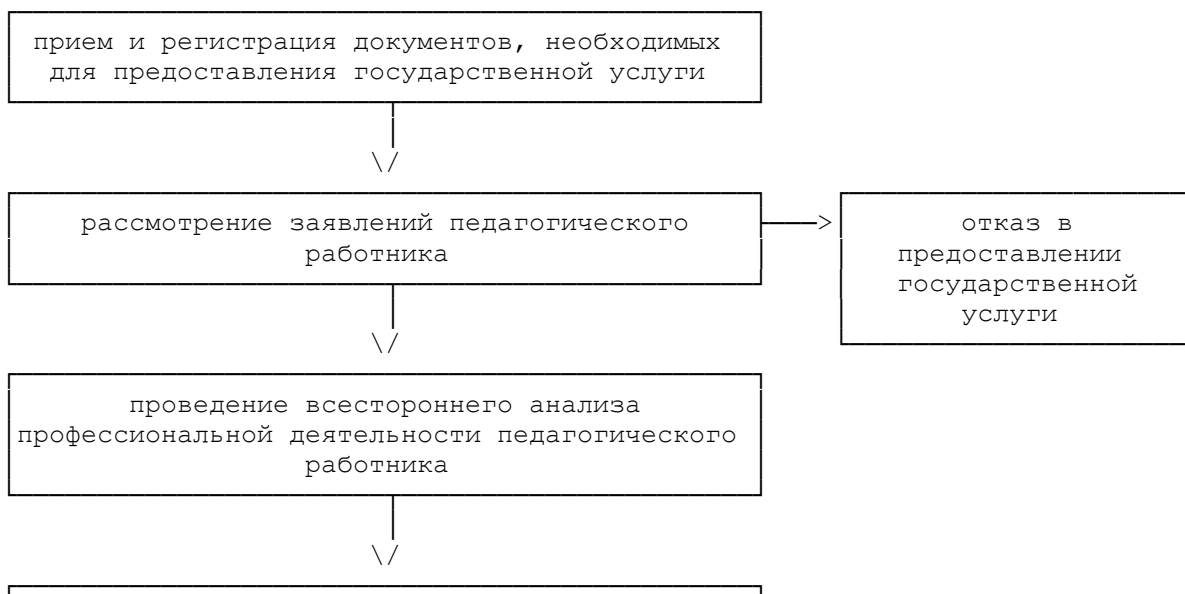 прием и регистрация документов, необходимых
для предоставления государственной услуги
рассмотрение заявлений педагогического
работника
отказ в
предоставлении
государственной
услуги
проведение всестороннего анализа
профессиональной деятельности педагогического
работника